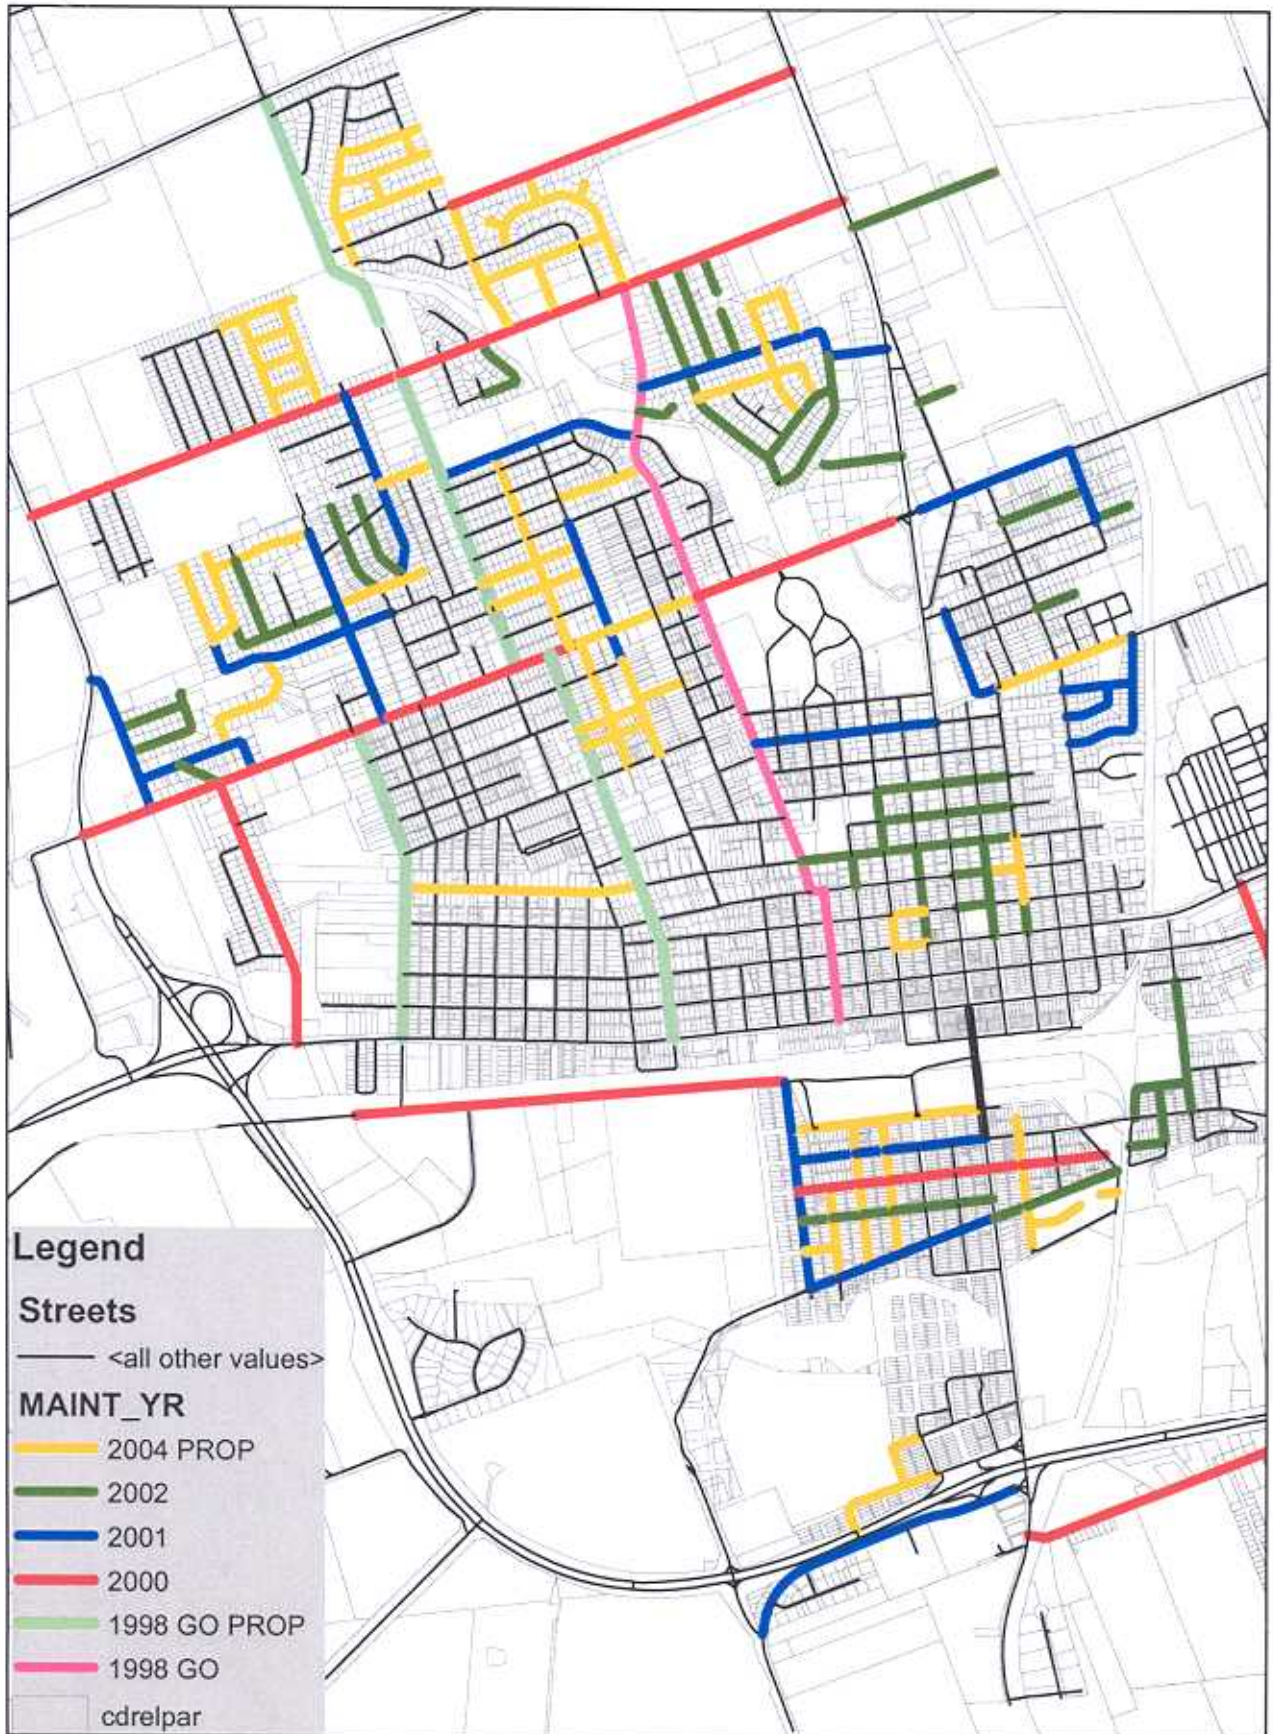 Legend
Streets
<all other values>
MAINT_YR
2004 PROP
2002
2001
2000
1998 GO PROP
1998 GO
cdrelpar